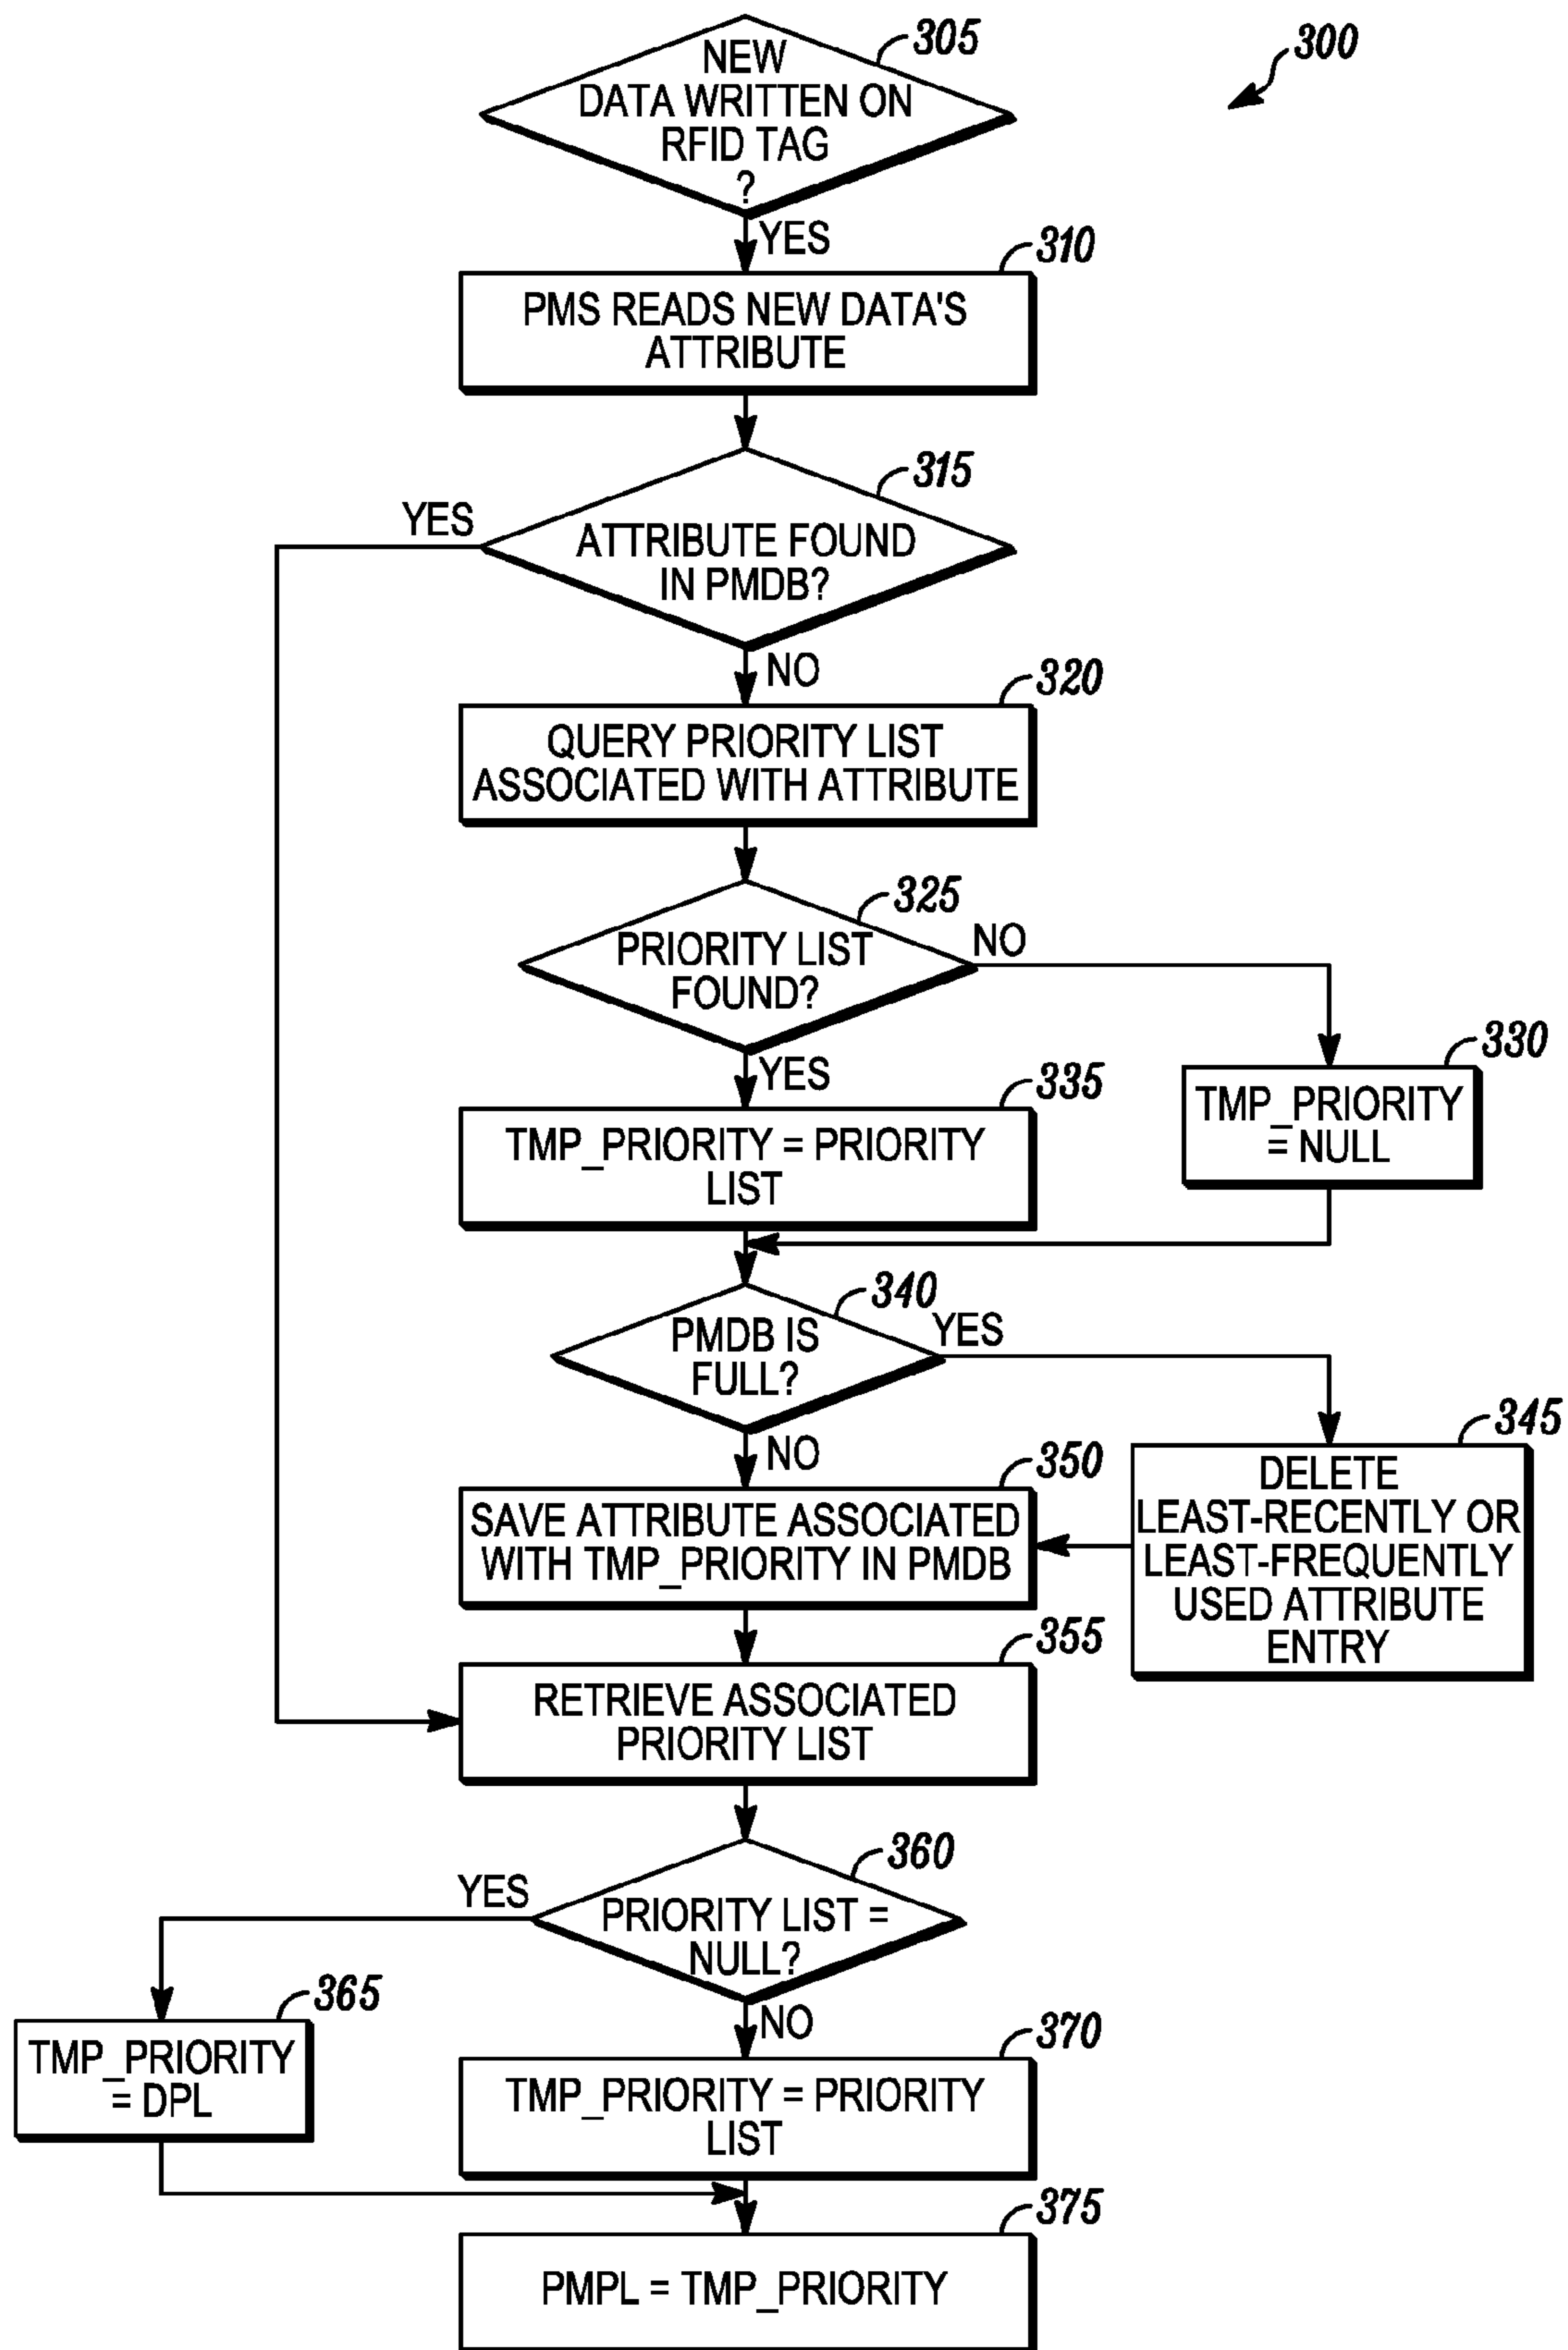 305
300
NEW
DATA WRITTEN ON
RFID TAG
?
YES
310
PMS READS NEW DATA'S
ATTRIBUTE
315
YES
ATTRIBUTE FOUND
IN PMDB?
NO
320
QUERY PRIORITY LIST
ASSOCIATED WITH ATTRIBUTE
325
PRIORITY LIST
FOUND?
NO
330
TMP_PRIORITY
= NULL
YES
335
TMP_PRIORITY = PRIORITY
LIST
340
PMDB IS
FULL?
YES
345
DELETE
LEAST-RECENTLY OR
LEAST-FREQUENTLY
USED ATTRIBUTE
ENTRY
NO
350
SAVE ATTRIBUTE ASSOCIATED
WITH TMP_PRIORITY IN PMDB
355
RETRIEVE ASSOCIATED
PRIORITY LIST
360
YES
PRIORITY LIST =
NULL?
365
TMP_PRIORITY
= DPL
NO
370
TMP_PRIORITY = PRIORITY
LIST
375
PMPL = TMP_PRIORITY